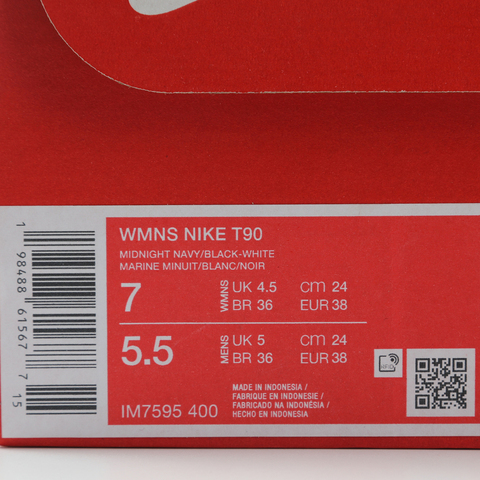 WMNS NIKE T90
MIDNIGHT NAVY/BLACK-WHITE
MARINE MINUIT/BLANC/NOIR
7 WMNS UK 4.5 cm 24
BR 36 EUR 38
5.5 MENS UK 5 cm 24
BR 36 EUR 38
MADE IN INDONESIA /
FABRIQUE EN INDONESIE /
FABRICADO NA INDONÉSIA /
HECHO EN INDONESIA
IM7595 400
1 98488 61567 7 15